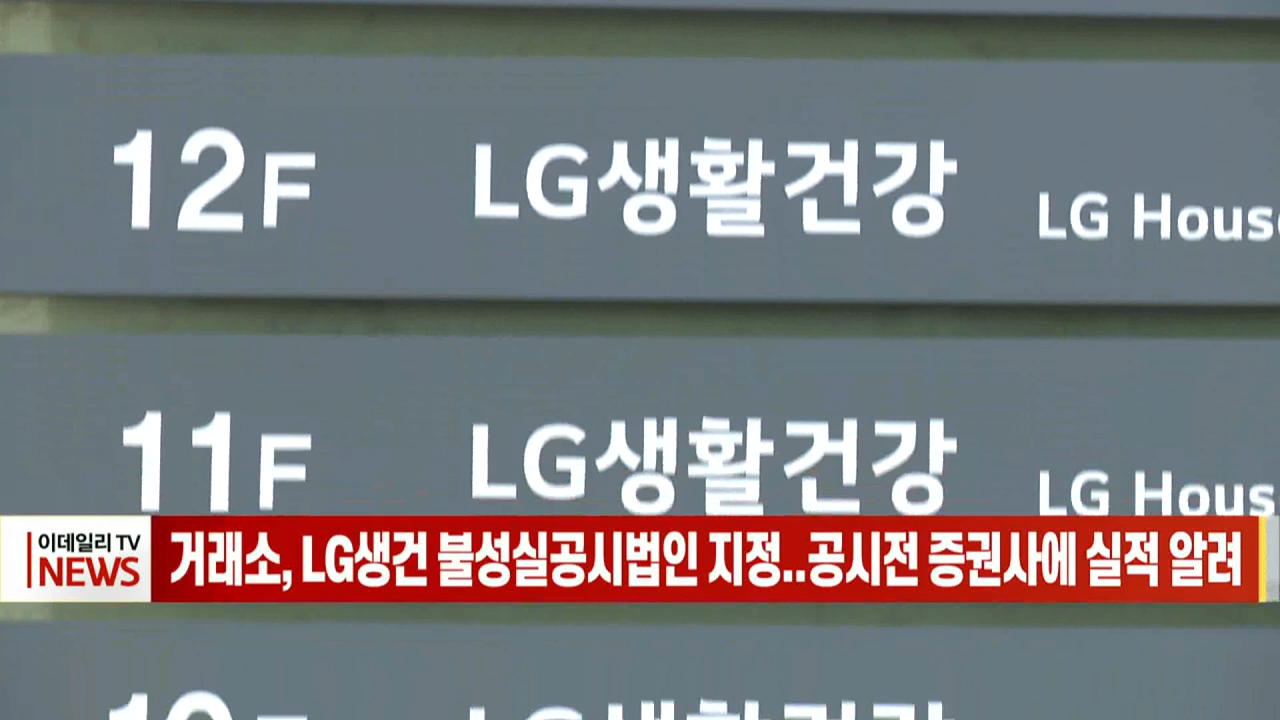 12F LG생활건강 LG House
11F LG생활건강 LG Hous
이데일리 TV
NEWS
거래소, LG생건 불성실공시법인 지정..공시전 증권사에 실적 알려